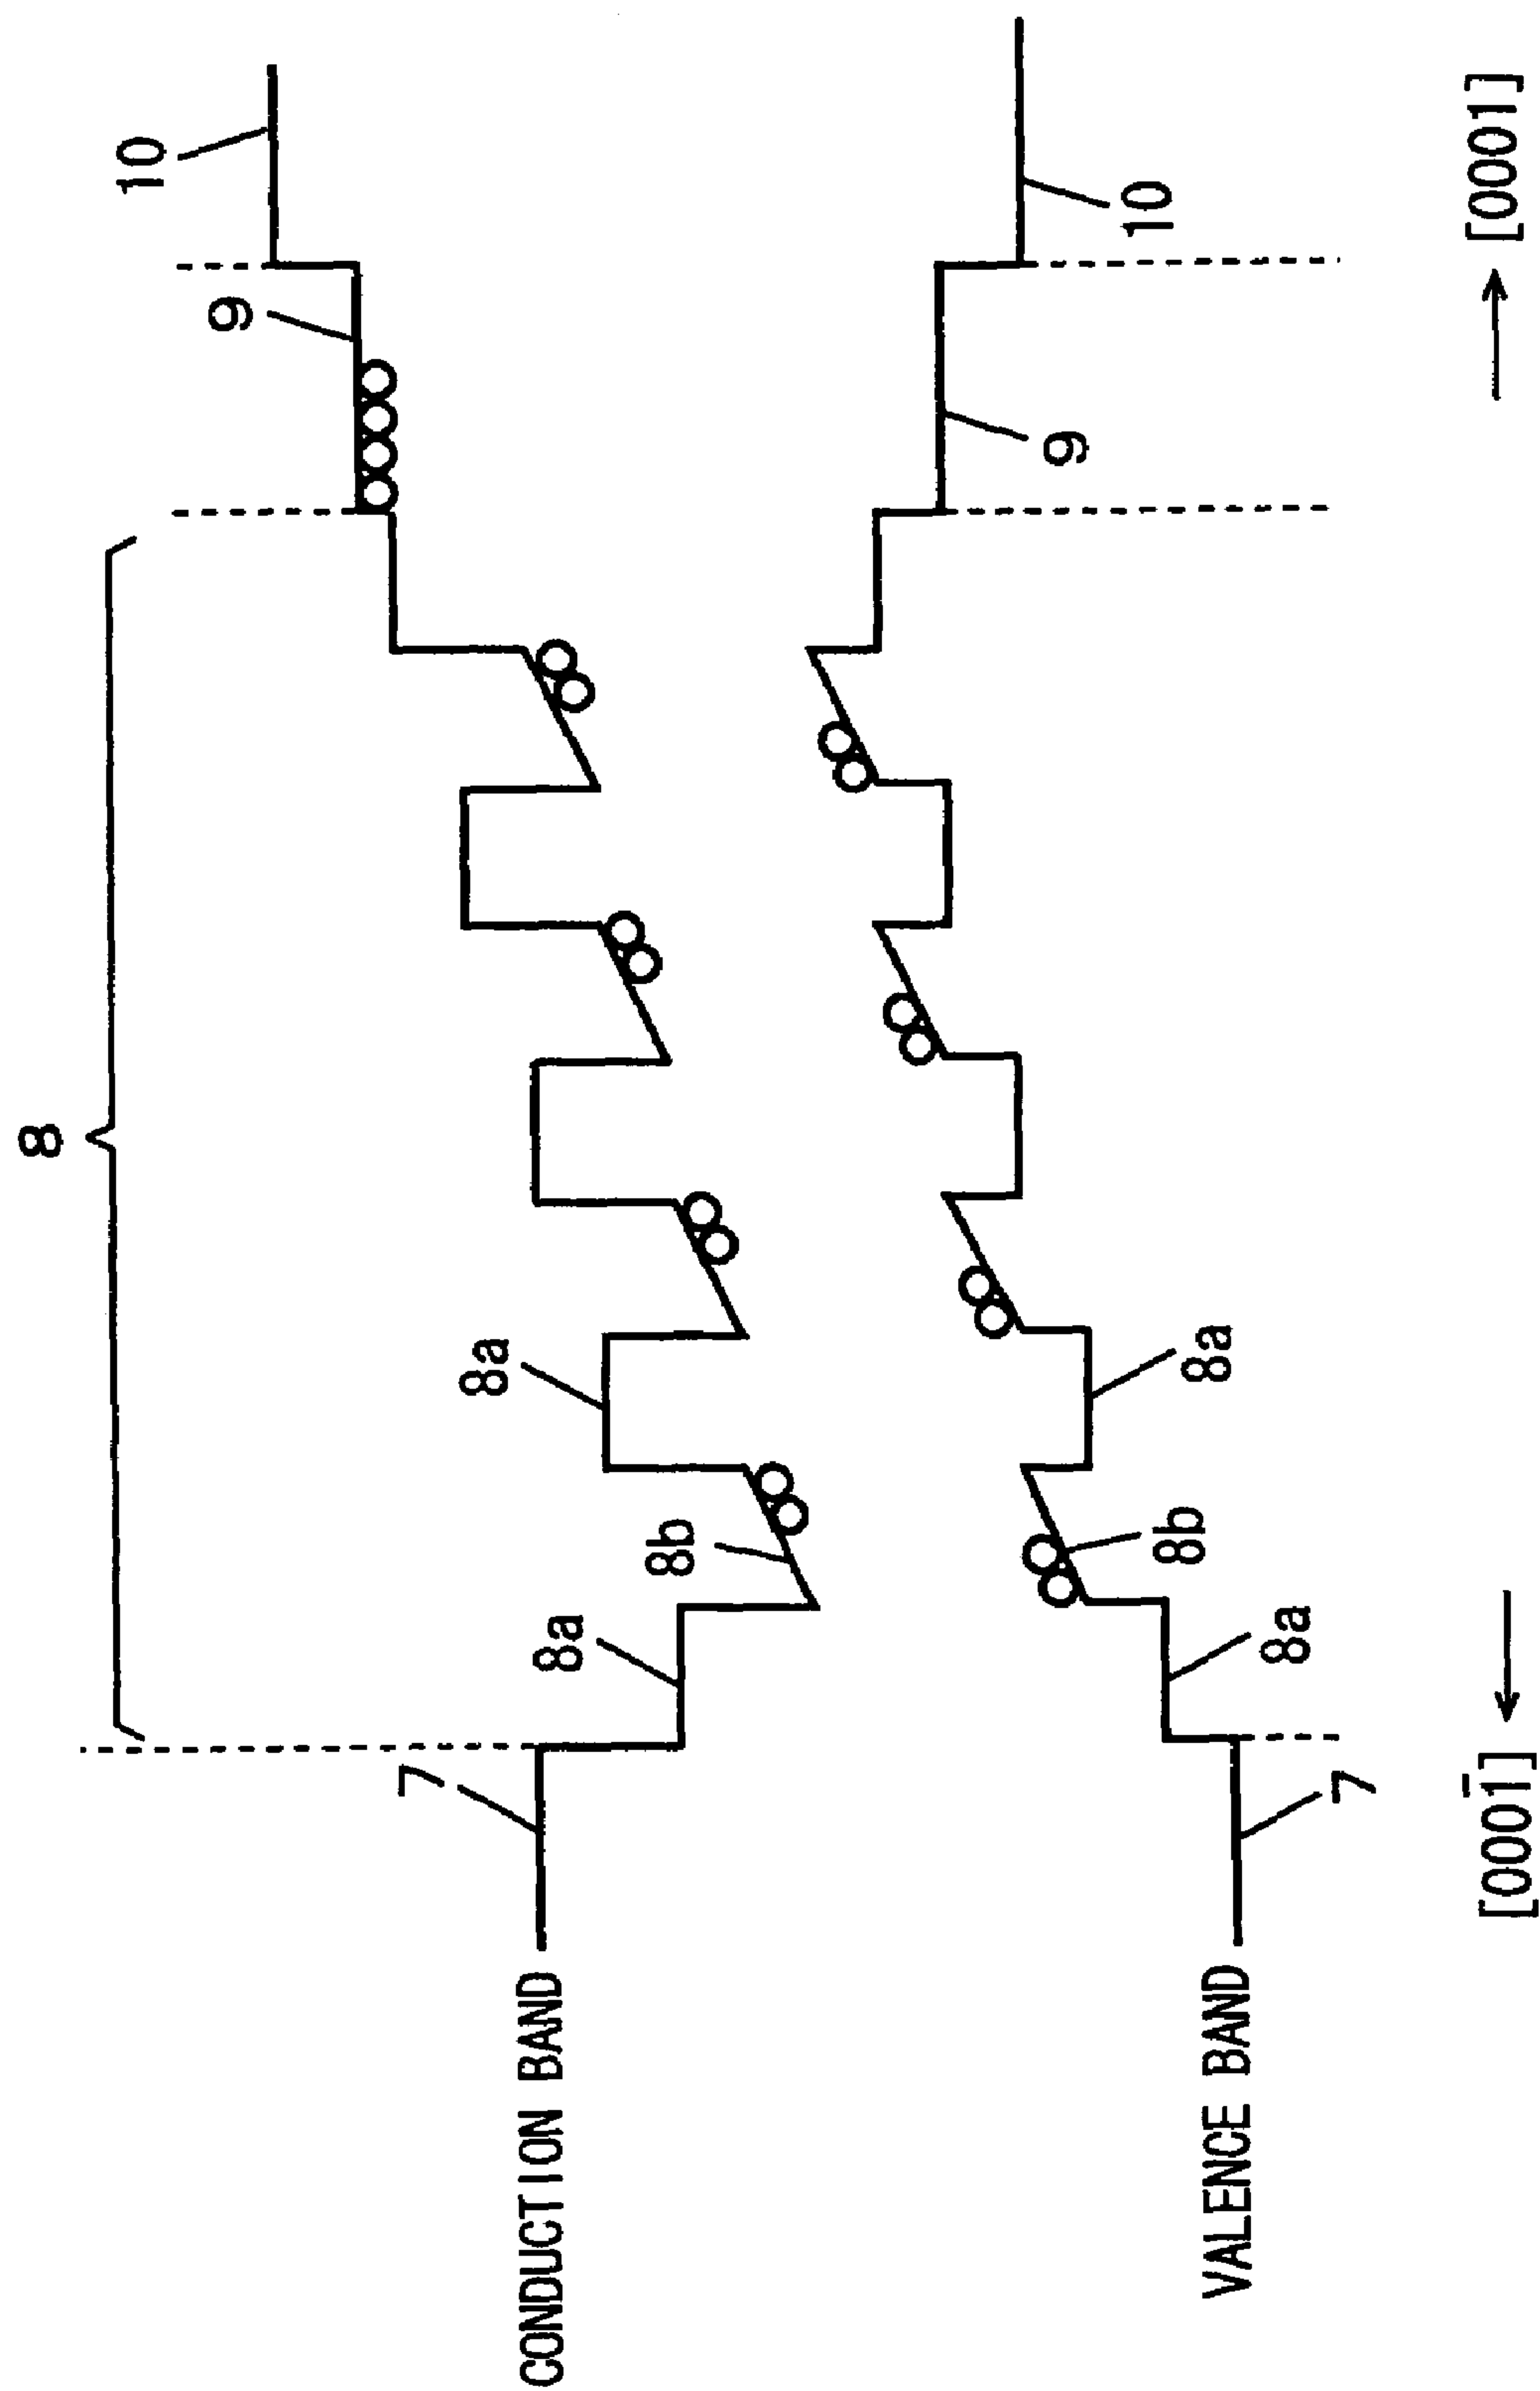 8
10
9
8a
8b
8a
7
CONDUCTION BAND
10
9
8a
8b
8a
7
VALENCE BAND
[0001̄]
[0001]